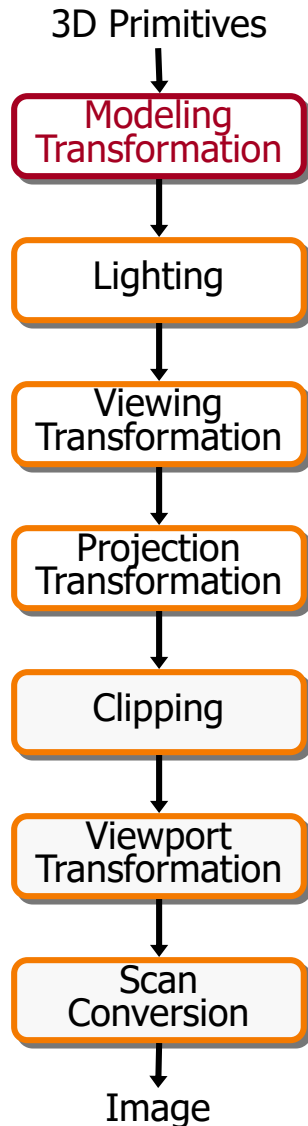 3D Primitives
Modeling
Transformation
Lighting
Viewing
Transformation
Projection
Transformation
Clipping
Viewport
Transformation
Scan
Conversion
Image